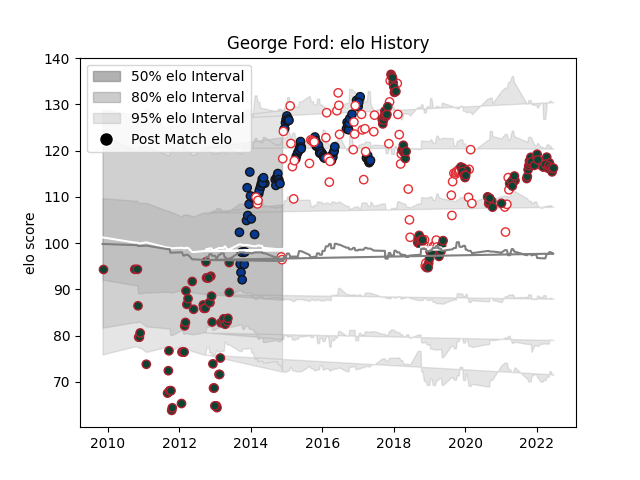 George Ford: elo History
140
130
120
110
100
90
80
70
elo score
50% elo Interval
80% elo Interval
95% elo Interval
Post Match elo
2010
2012
2014
2016
2018
2020
2022